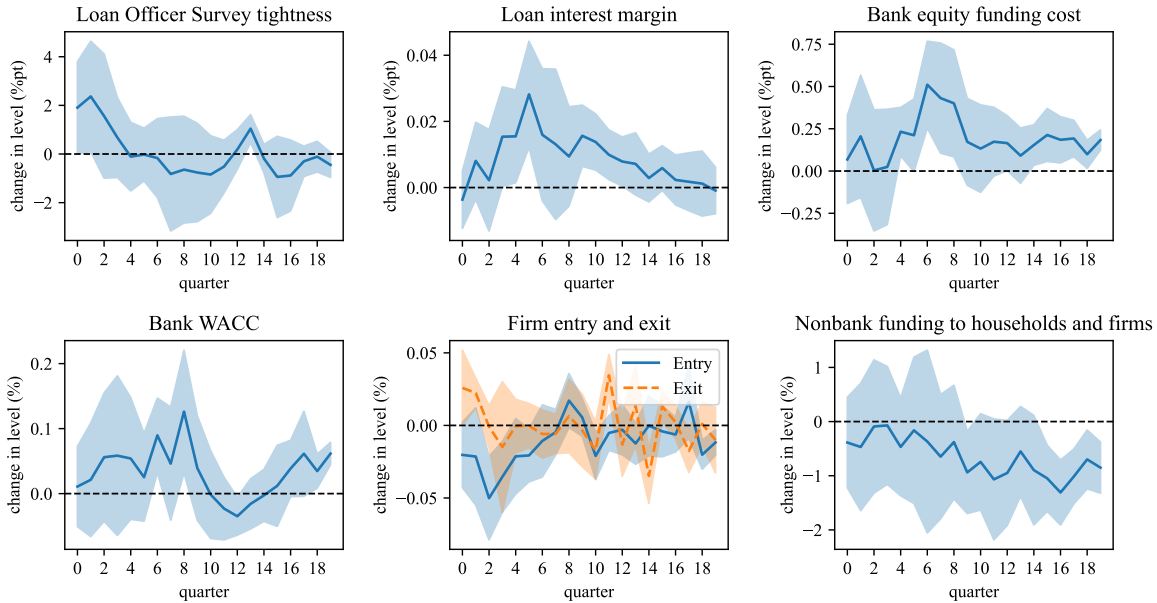 Loan Officer Survey tightness
change in level (%pt)
4
2
0
−2
0 2 4 6 8 10 12 14 16 18
quarter
Loan interest margin
change in level (%pt)
0.04
0.02
0.00
0 2 4 6 8 10 12 14 16 18
quarter
Bank equity funding cost
change in level (%pt)
0.75
0.50
0.25
0.00
−0.25
0 2 4 6 8 10 12 14 16 18
quarter
Bank WACC
change in level (%)
0.2
0.1
0.0
0 2 4 6 8 10 12 14 16 18
quarter
Firm entry and exit
change in level (%)
0.05
0.00
−0.05
Entry
Exit
0 2 4 6 8 10 12 14 16 18
quarter
Nonbank funding to households and firms
change in level (%)
1
0
−1
−2
0 2 4 6 8 10 12 14 16 18
quarter